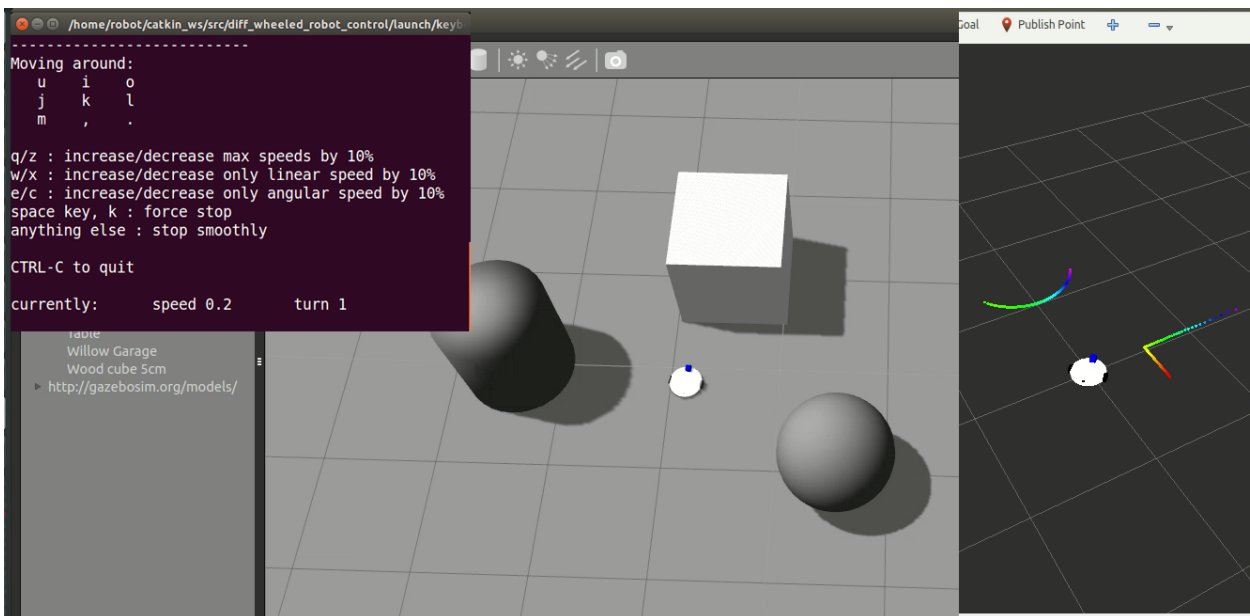 /home/robot/catkin_ws/src/diff_wheeled_robot_control/launch/keyb
---------------------------
Moving around:
u i o
j k l
m , .
q/z : increase/decrease max speeds by 10%
w/x : increase/decrease only linear speed by 10%
e/c : increase/decrease only angular speed by 10%
space key, k : force stop
anything else : stop smoothly
CTRL-C to quit
currently: speed 0.2 turn 1
Table
Willow Garage
Wood cube 5cm
http://gazebosim.org/models/
Goal Publish Point